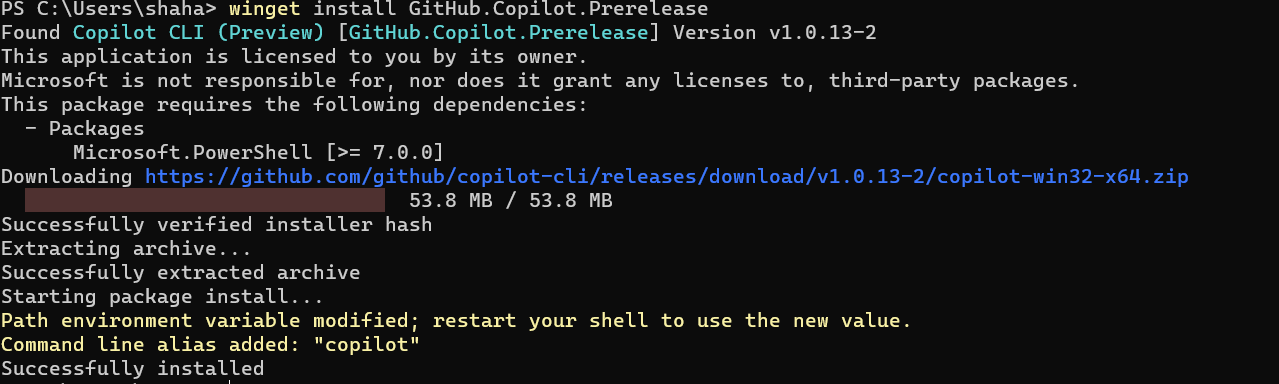 PS C:\Users\shaha> winget install GitHub.Copilot.Prerelease
Found Copilot CLI (Preview) [GitHub.Copilot.Prerelease] Version v1.0.13-2
This application is licensed to you by its owner.
Microsoft is not responsible for, nor does it grant any licenses to, third-party packages.
This package requires the following dependencies:
  - Packages
      Microsoft.PowerShell [>= 7.0.0]
Downloading https://github.com/github/copilot-cli/releases/download/v1.0.13-2/copilot-win32-x64.zip
  53.8 MB / 53.8 MB
Successfully verified installer hash
Extracting archive...
Successfully extracted archive
Starting package install...
Path environment variable modified; restart your shell to use the new value.
Command line alias added: "copilot"
Successfully installed